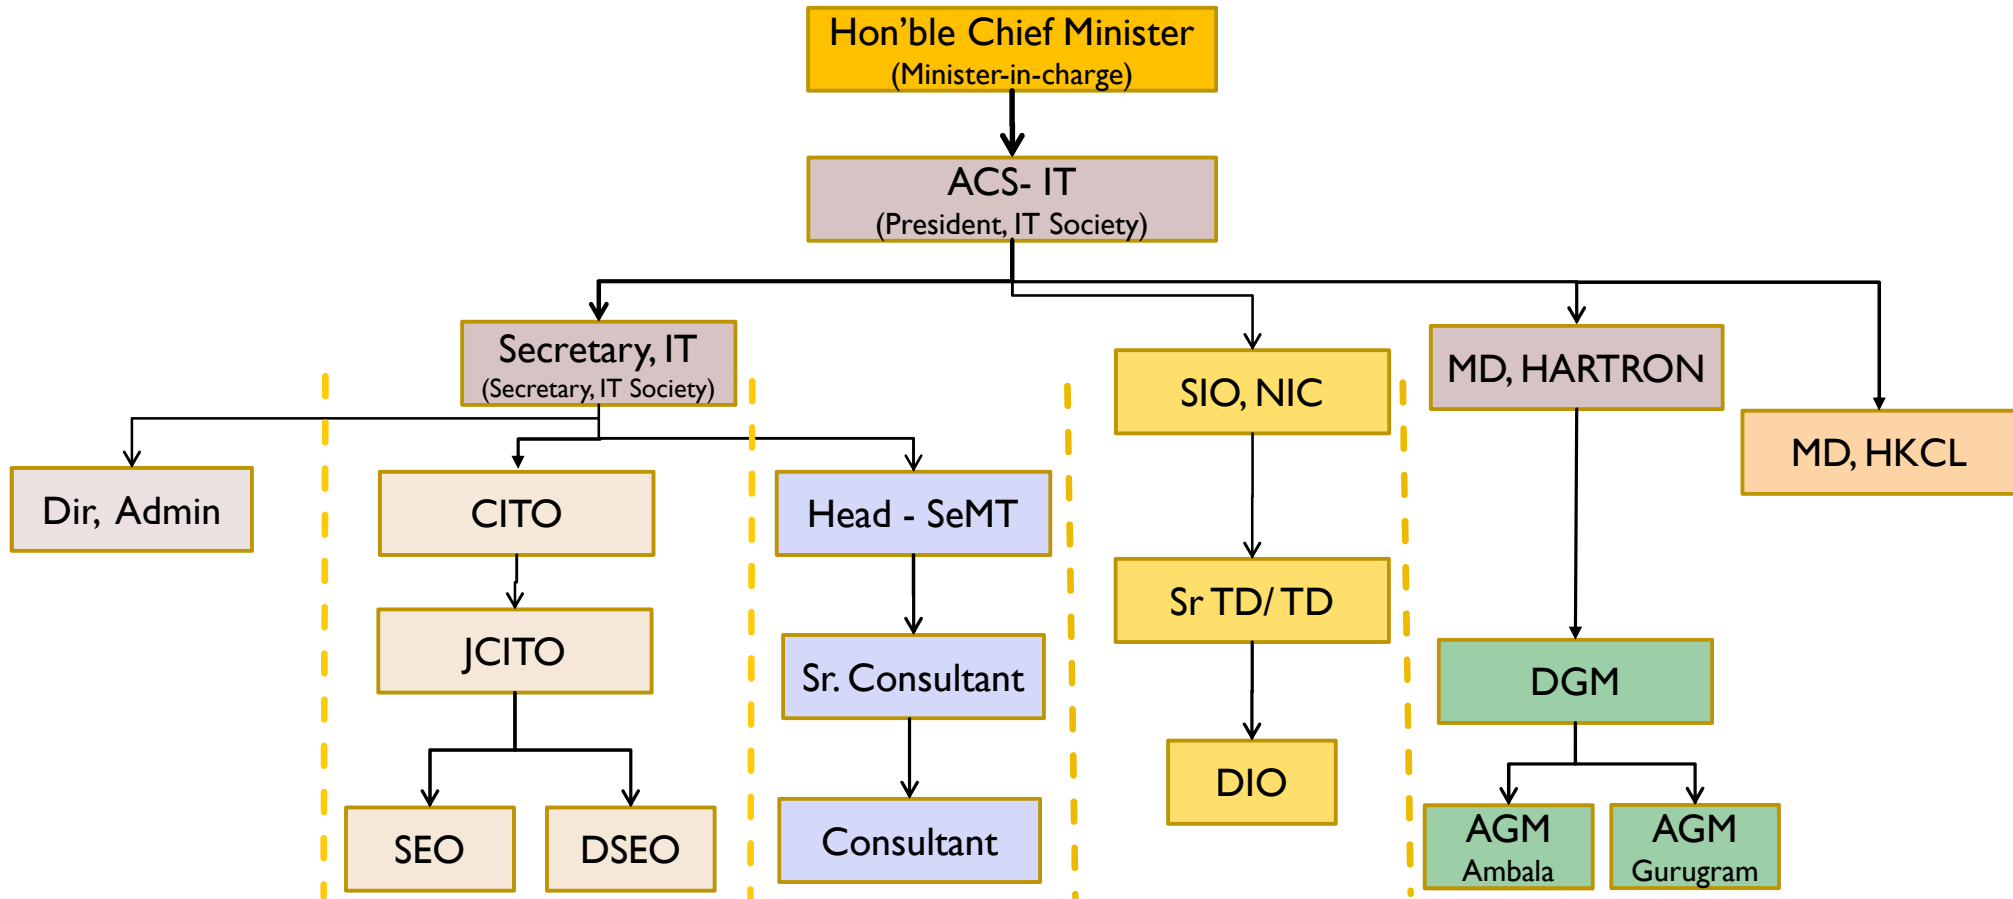 Hon'ble Chief Minister
(Minister-in-charge)
ACS- IT
(President, IT Society)
Secretary, IT
(Secretary, IT Society)
SIO, NIC
MD, HARTRON
MD, HKCL
Dir, Admin
CITO
Head - SeMT
Sr TD/ TD
JCITO
Sr. Consultant
DGM
DIO
SEO
DSEO
Consultant
AGM
Ambala
AGM
Gurugram